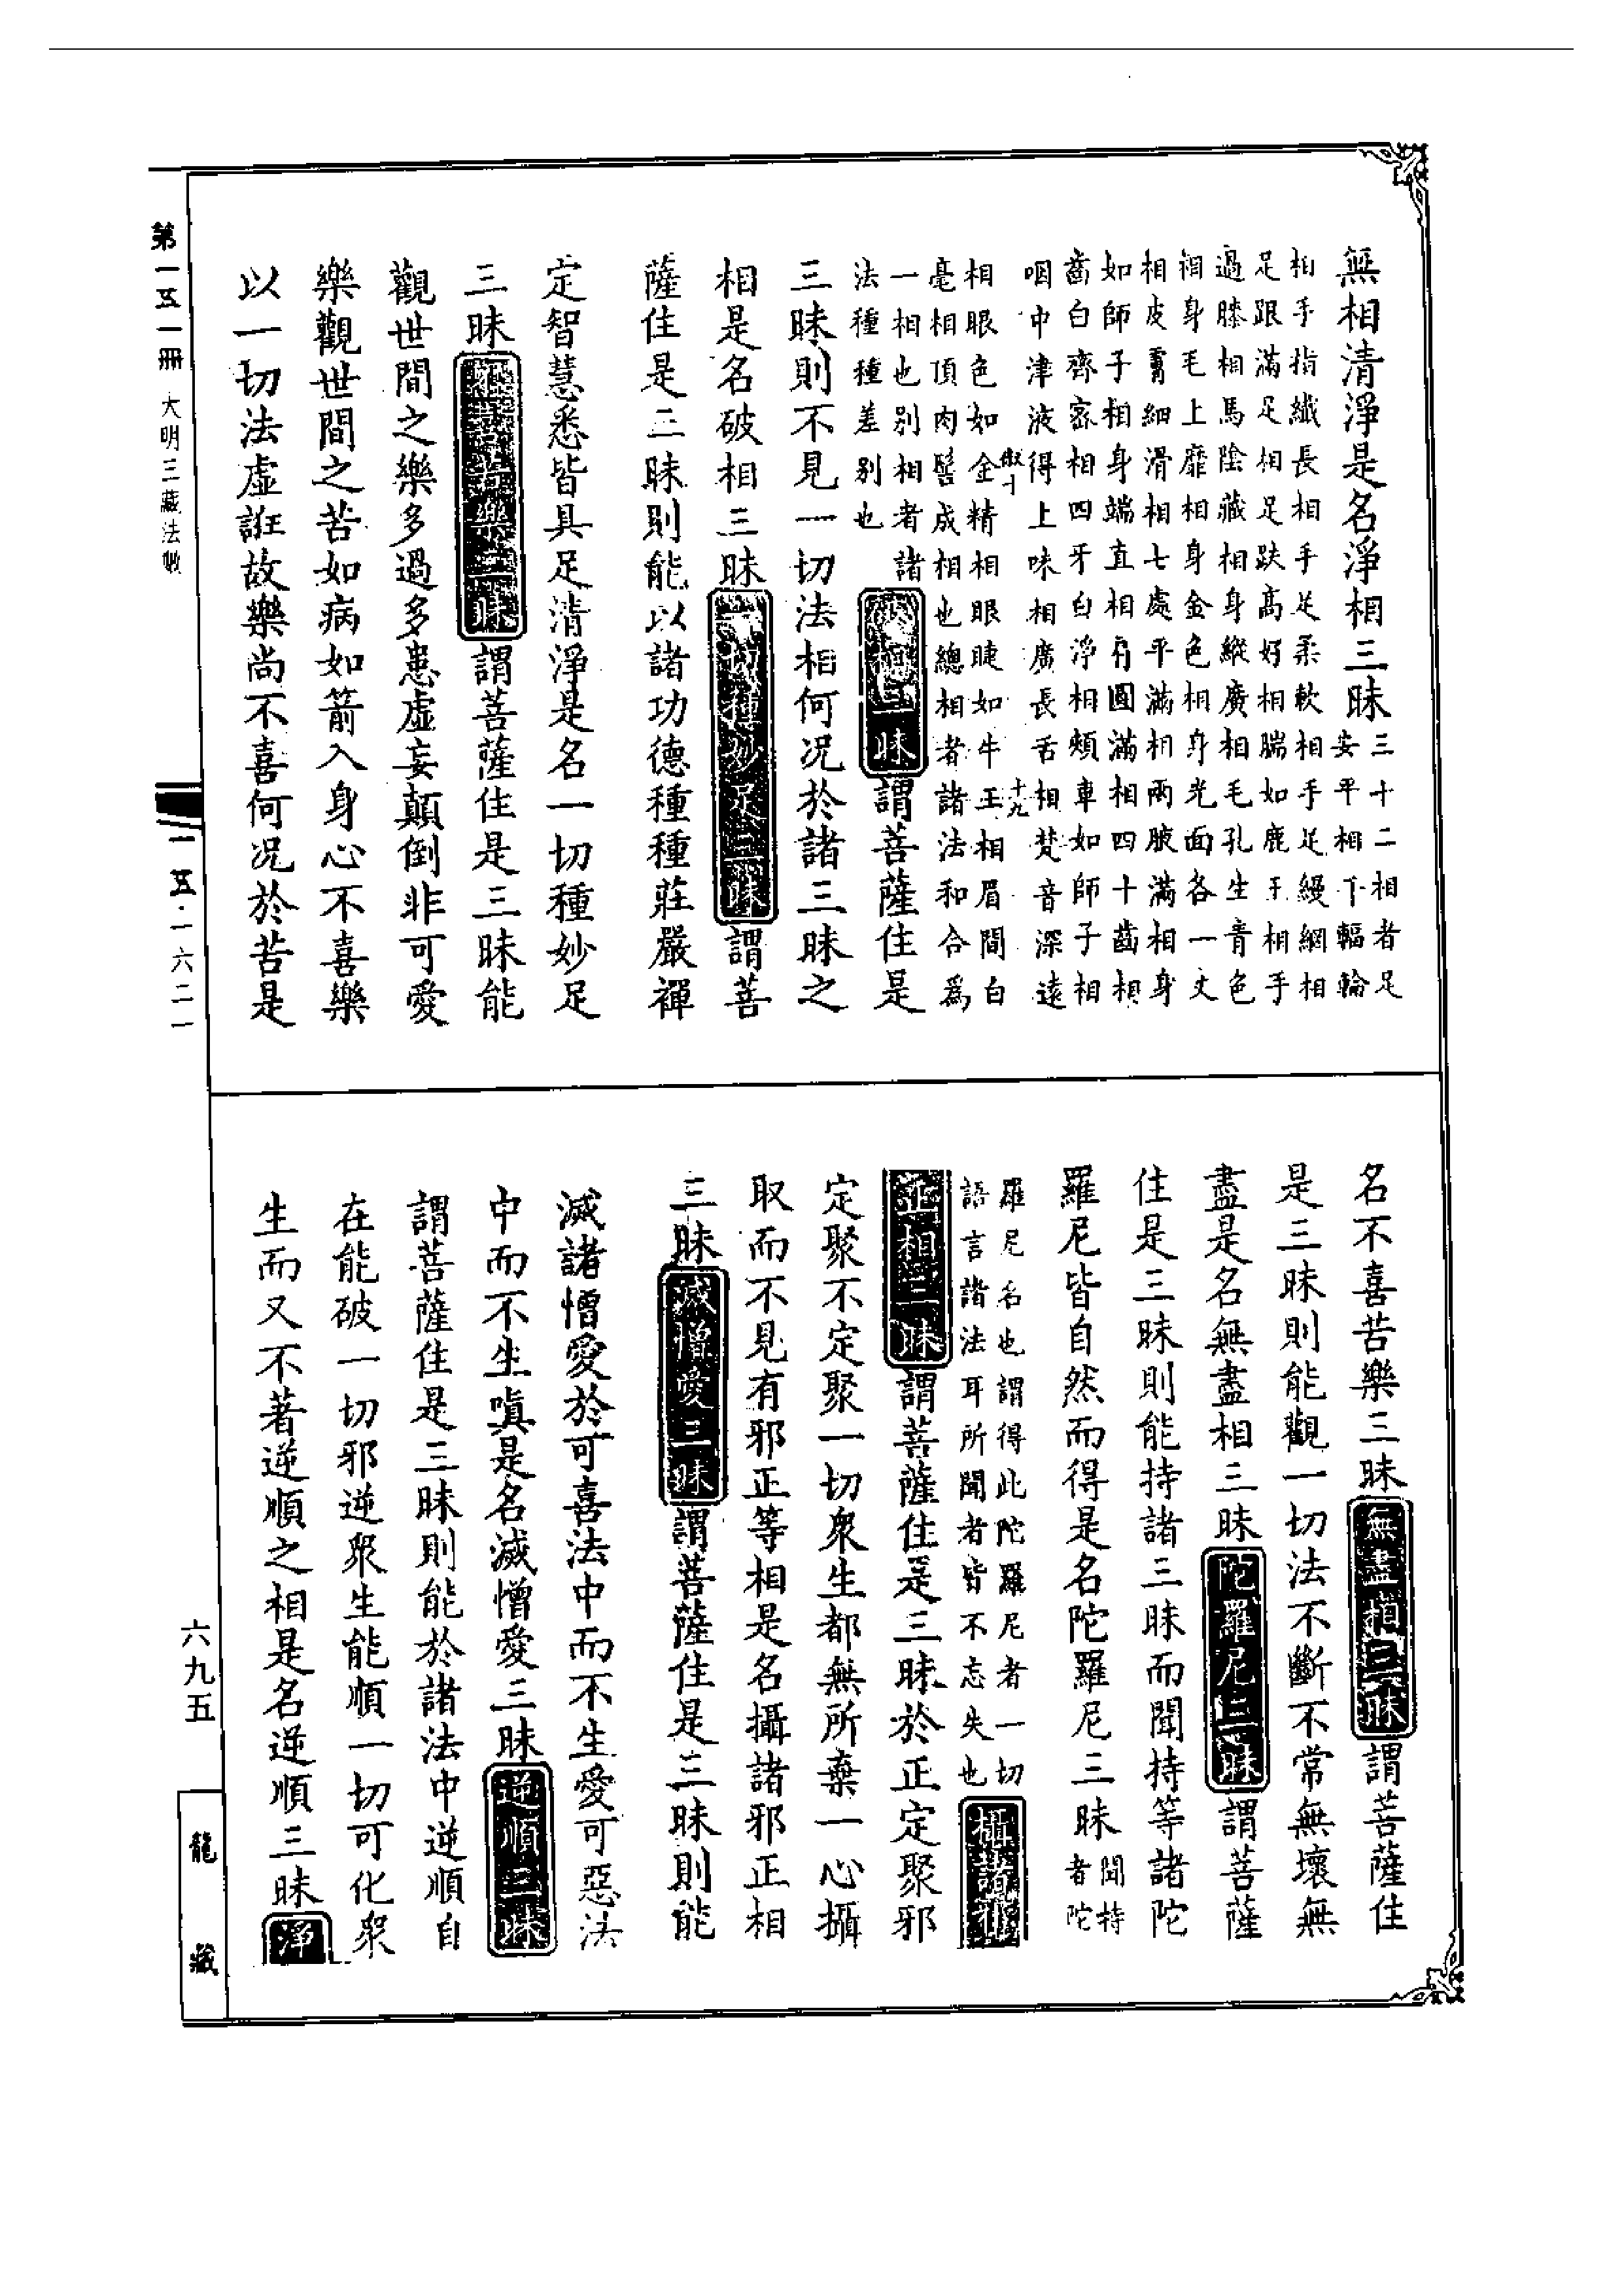 無相清淨是名淨相三昧三十二相者足
安平相千輻輪
相手指纖長相手足柔軟相手足縵網相
足跟滿足相足趺高好相腨如鹿王相手
過膝相馬陰藏相身縱廣相毛孔生青色
相身毛上靡相身金色相身光面各一丈
相皮膚細滑相七處平滿相兩腋滿相身
如師子相身端直相肩圓滿相四十齒相
齒白齊密相四牙白淨相頰車如師子相
咽中津液得上味相廣長舌相梵音深遠
十九
相眼色如金精相眼睫如牛王相眉間白
毫相頂肉髻成相也總相者諸法和合爲
一相也別相者諸
法種種差別也破相三昧謂菩薩住是
三昧則不見一切法相何况於諸三昧之
相是名破相三昧一切種妙足三昧謂菩
薩住是三昧則能以諸功德種種莊嚴禪
定智慧悉皆具足清淨是名一切種妙足
三昧不喜苦樂三昧謂菩薩住是三昧能
觀世間之樂多過多患虛妄顛倒非可愛
樂觀世間之苦如病如箭入身心不喜樂
以一切法虛誑故樂尚不喜何况於苦是
名不喜苦樂三昧無盡相三昧謂菩薩住
是三昧則能觀一切法不斷不常無壞無
盡是名無盡相三昧陀羅尼三昧謂菩薩
住是三昧則能持諸三昧而聞持等諸陀
羅尼皆自然而得是名陀羅尼三昧聞持
者陀
羅尼名也謂得此陀羅尼者一切
語言諸法耳所聞者皆不忘失也攝諸邪
正相三昧謂菩薩住是三昧於正定聚邪
定聚不定聚一切衆生都無所棄一心攝
取而不見有邪正等相是名攝諸邪正相
三昧滅憎愛三昧謂菩薩住是三昧則能
滅諸憎愛於可喜法中而不生愛可惡法
中而不生嗔是名滅憎愛三昧逆順三昧
謂菩薩住是三昧則能於諸法中逆順自
在能破一切邪逆衆生能順一切可化衆
生而又不著逆順之相是名逆順三昧淨
第一五一冊 大明三藏法數
一五·一六二一
六九五
龍藏